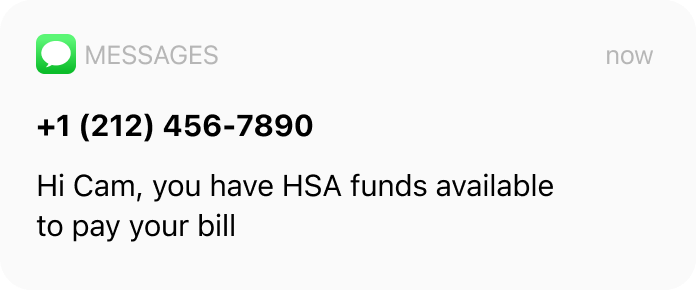 MESSAGES
now
+1 (212) 456-7890
Hi Cam, you have HSA funds available
to pay your bill